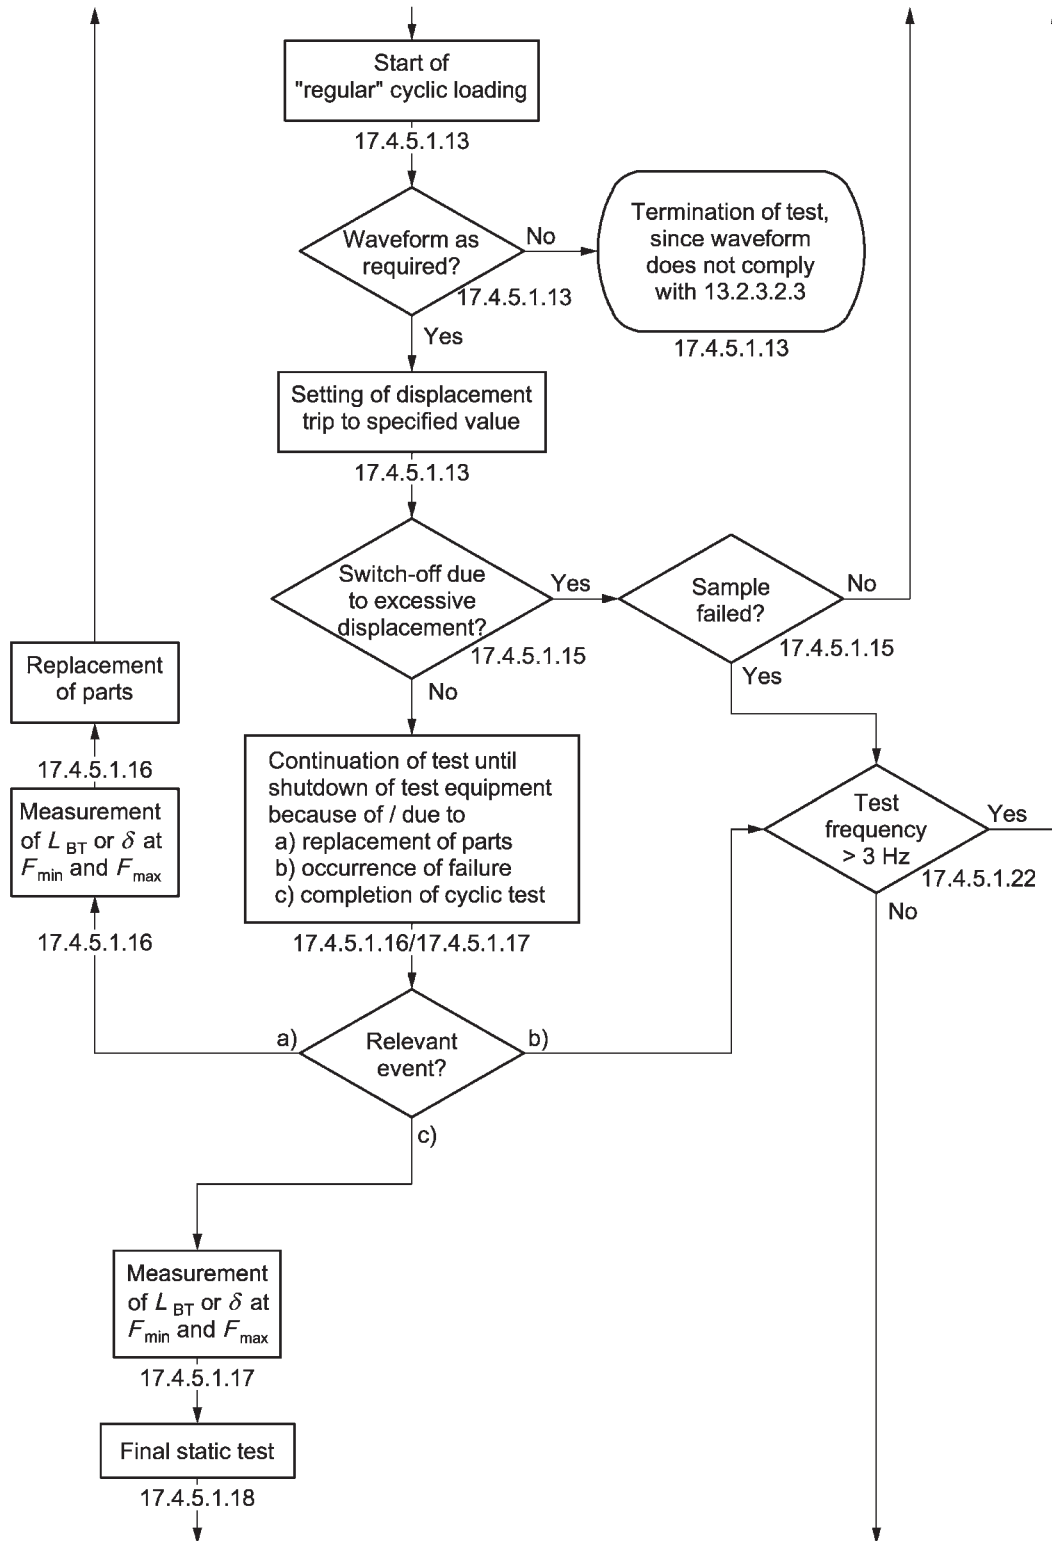 Start of
"regular" cyclic loading
17.4.5.1.13
Waveform as
required?
No
17.4.5.1.13
Yes
Termination of test,
since waveform
does not comply
with 13.2.3.2.3
17.4.5.1.13
Setting of displacement
trip to specified value
17.4.5.1.13
Switch-off due
to excessive
displacement?
Yes
17.4.5.1.15
No
Sample
failed?
No
17.4.5.1.15
Yes
Replacement
of parts
17.4.5.1.16
Measurement
of L BT or δ at
Fmin and Fmax
17.4.5.1.16
Continuation of test until
shutdown of test equipment
because of / due to
a) replacement of parts
b) occurrence of failure
c) completion of cyclic test
17.4.5.1.16/17.4.5.1.17
Test
frequency
> 3 Hz
Yes
17.4.5.1.22
No
a)
Relevant
event?
b)
c)
Measurement
of L BT or δ at
Fmin and Fmax
17.4.5.1.17
Final static test
17.4.5.1.18